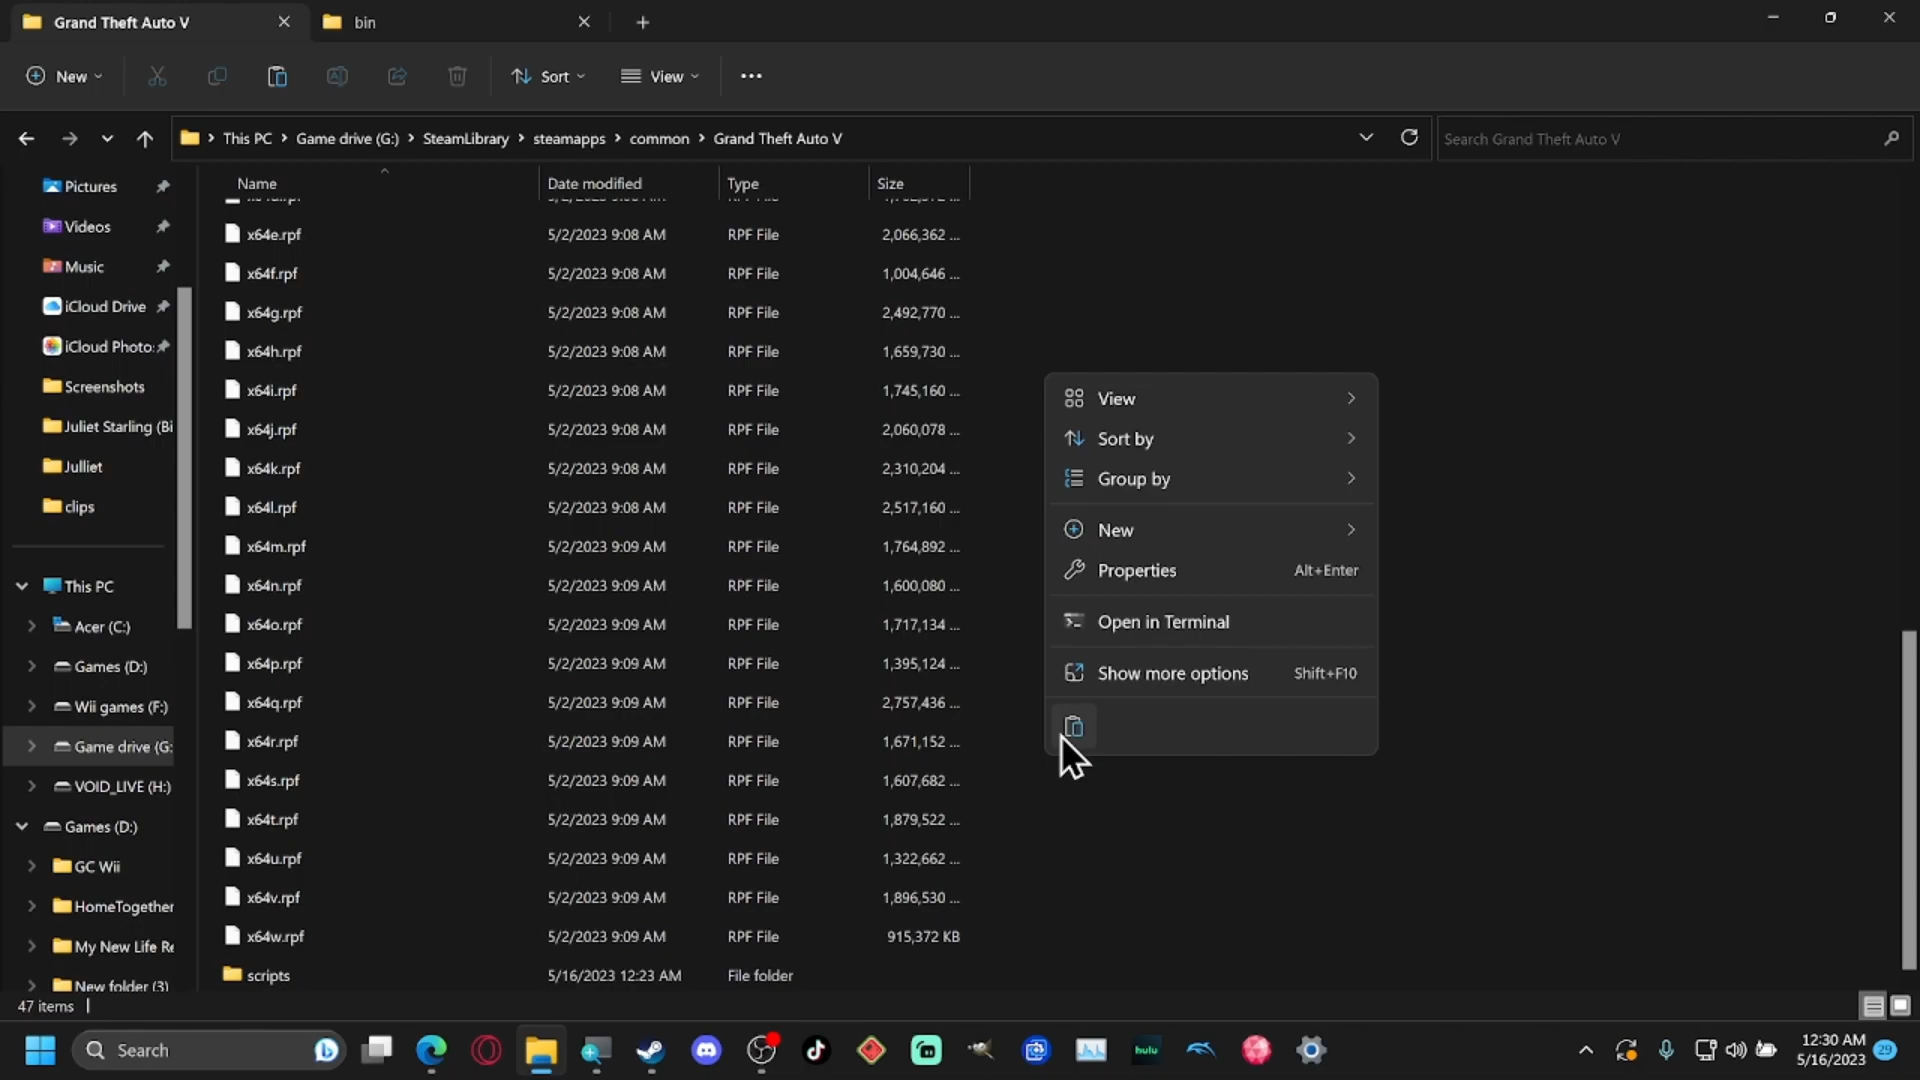 Grand Theft Auto V
bin
New
Sort
View
This PC > Game drive (G:) > SteamLibrary > steamapps > common > Grand Theft Auto V
Search Grand Theft Auto V
Name Date modified Type Size
x64e.rpf 5/2/2023 9:08 AM RPF File 2,066,362 ...
x64f.rpf 5/2/2023 9:08 AM RPF File 1,004,646 ...
x64g.rpf 5/2/2023 9:08 AM RPF File 2,492,770 ...
x64h.rpf 5/2/2023 9:08 AM RPF File 1,659,730 ...
x64i.rpf 5/2/2023 9:08 AM RPF File 1,745,160 ...
x64j.rpf 5/2/2023 9:08 AM RPF File 2,060,078 ...
x64k.rpf 5/2/2023 9:08 AM RPF File 2,310,204 ...
x64l.rpf 5/2/2023 9:08 AM RPF File 2,517,160 ...
x64m.rpf 5/2/2023 9:09 AM RPF File 1,764,892 ...
x64n.rpf 5/2/2023 9:09 AM RPF File 1,600,080 ...
x64o.rpf 5/2/2023 9:09 AM RPF File 1,717,134 ...
x64p.rpf 5/2/2023 9:09 AM RPF File 1,395,124 ...
x64q.rpf 5/2/2023 9:09 AM RPF File 2,757,436 ...
x64r.rpf 5/2/2023 9:09 AM RPF File 1,671,152 ...
x64s.rpf 5/2/2023 9:09 AM RPF File 1,607,682 ...
x64t.rpf 5/2/2023 9:09 AM RPF File 1,879,522 ...
x64u.rpf 5/2/2023 9:09 AM RPF File 1,322,662 ...
x64v.rpf 5/2/2023 9:09 AM RPF File 1,896,530 ...
x64w.rpf 5/2/2023 9:09 AM RPF File 915,372 KB
scripts 5/16/2023 12:23 AM File folder
Pictures
Videos
Music
iCloud Drive
iCloud Photo:
Screenshots
Juliet Starling (Bi
Julliet
clips
This PC
Acer (C:)
Games (D:)
Wii games (F:)
Game drive (G:
VOID_LIVE (H:)
Games (D:)
GC Wii
HomeTogether
My New Life Re
New folder (3)
View
Sort by
Group by
New
Properties Alt+Enter
Open in Terminal
Show more options Shift+F10
47 items
Search
hulu
12:30 AM
5/16/2023
29